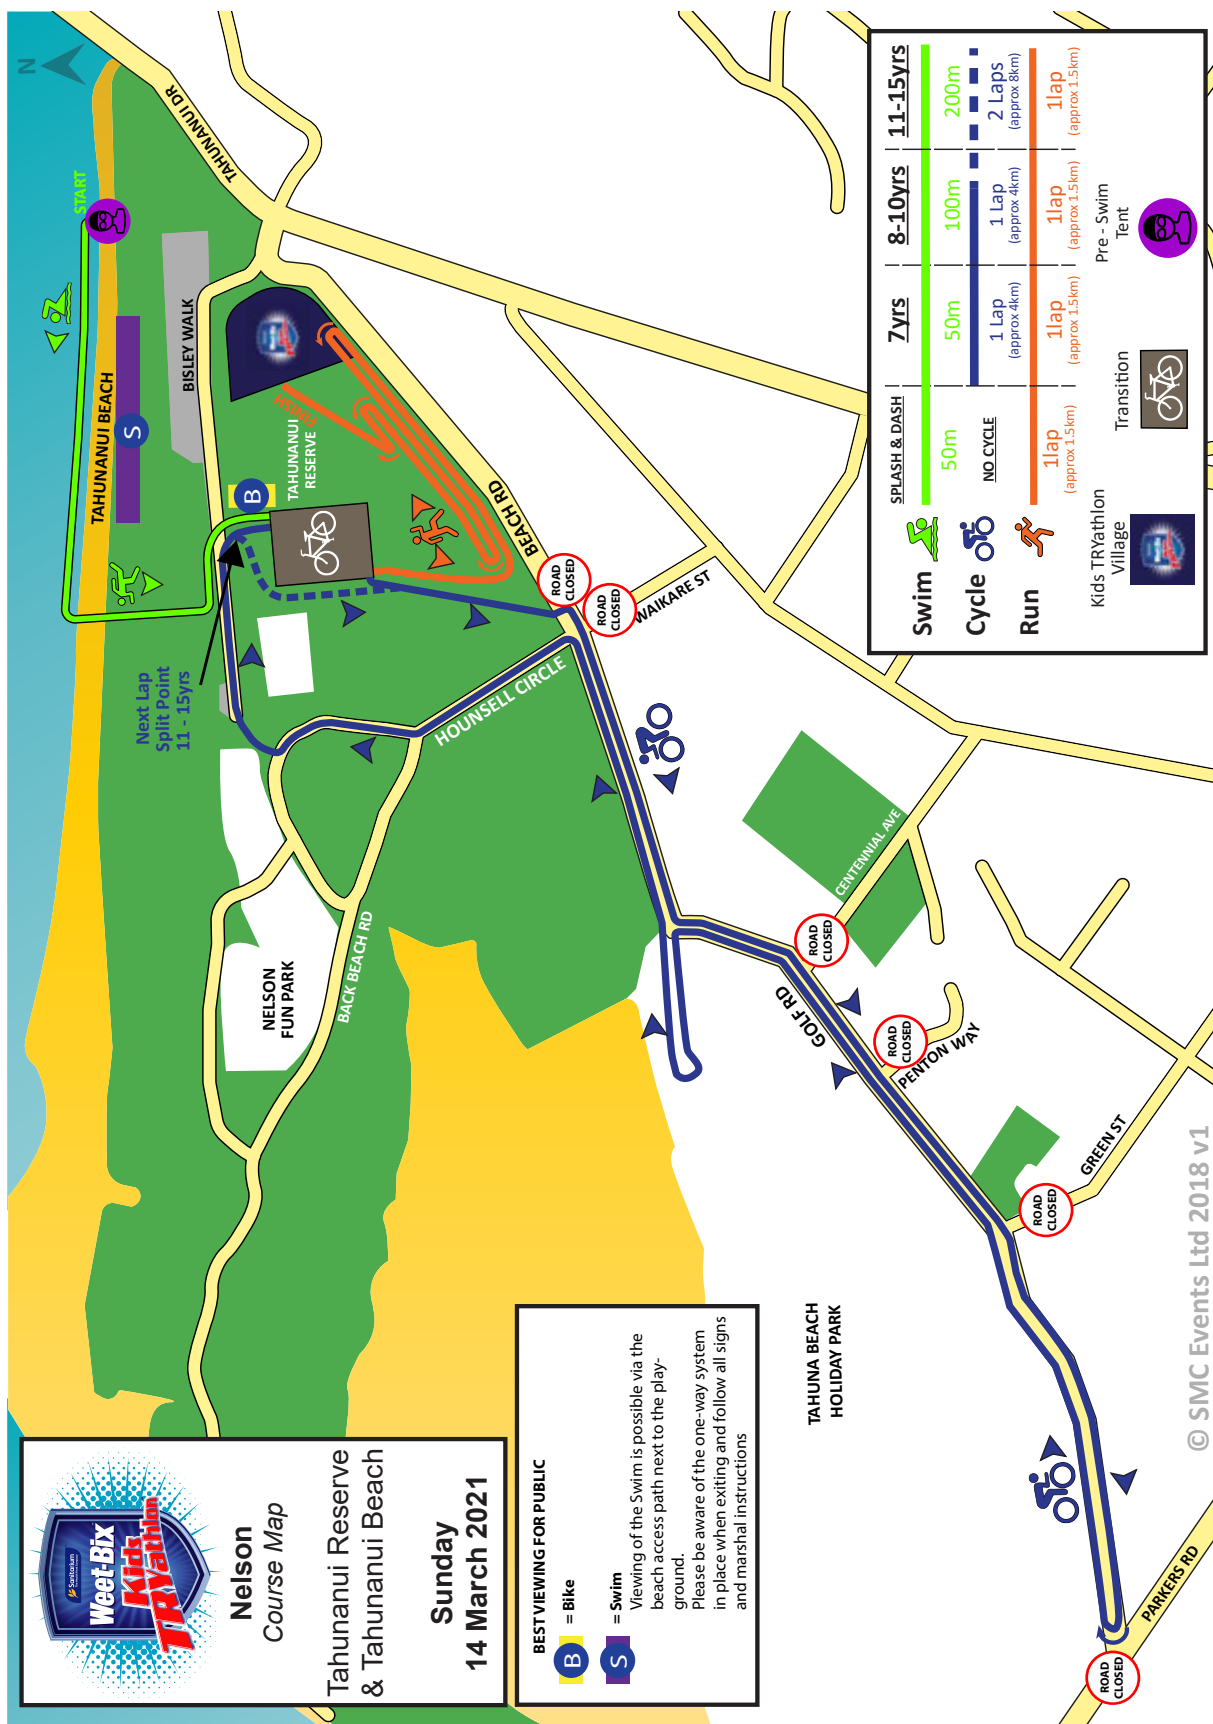 N
START
TAHUNANUI BEACH
S
BISLEY WALK
TAHUNANUI DR
FINISH
TAHUNANUI
RESERVE
B
BEACH RD
Next Lap
Split Point
11 - 15yrs
HOUNSELL CIRCLE
ROAD
CLOSED
ROAD
CLOSED
WAIKARE ST
NELSON
FUN PARK
BACK BEACH RD
CENTENNIAL AVE
ROAD
CLOSED
GOLF RD
ROAD
CLOSED
PENTON WAY
GREEN ST
ROAD
CLOSED
TAHUNA BEACH
HOLIDAY PARK
PARKERS RD
ROAD
CLOSED
SPLASH & DASH 7yrs 8-10yrs 11-15yrs
Swim
50m 50m 100m 200m
Cycle
NO CYCLE 1 Lap 1 Lap 2 Laps
(approx 4km) (approx 4km) (approx 8km)
Run
1lap 1lap 1lap 1lap
(approx 1.5km) (approx 1.5km) (approx 1.5km) (approx 1.5km)
Kids TRYathlon
Village
Transition
Pre - Swim
Tent
Sanitarium
Weet-Bix
Kids
TRYathlon
Nelson
Course Map
Tahunanui Reserve
& Tahunanui Beach
Sunday
14 March 2021
BEST VIEWING FOR PUBLIC
B = Bike
S = Swim
Viewing of the Swim is possible via the
beach access path next to the play-
ground.
Please be aware of the one-way system
in place when exiting and follow all signs
and marshal instructions
© SMC Events Ltd 2018 v1